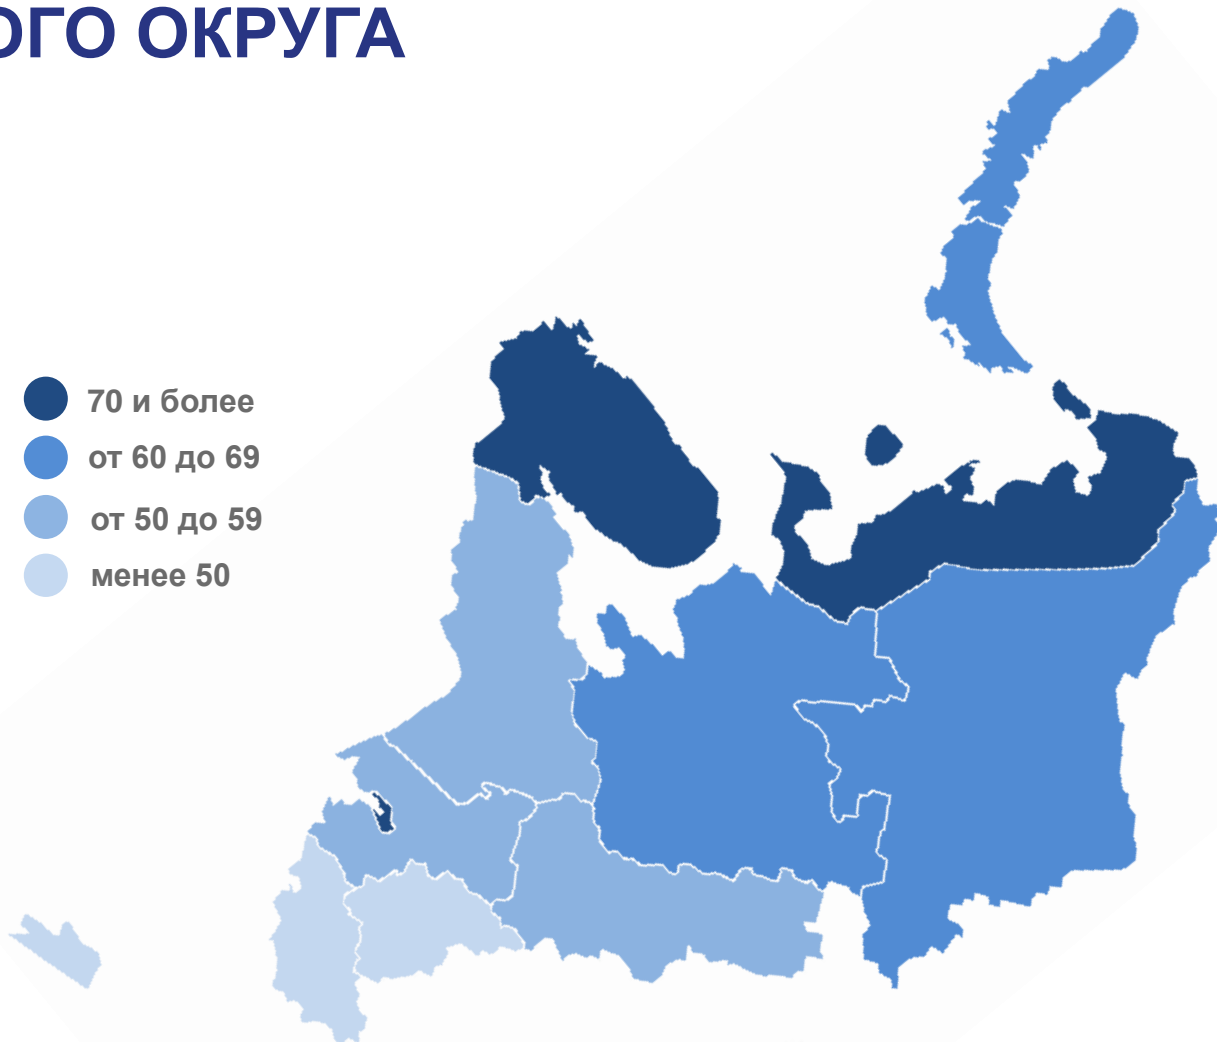 ОГО ОКРУГА
70 и более
от 60 до 69
от 50 до 59
менее 50